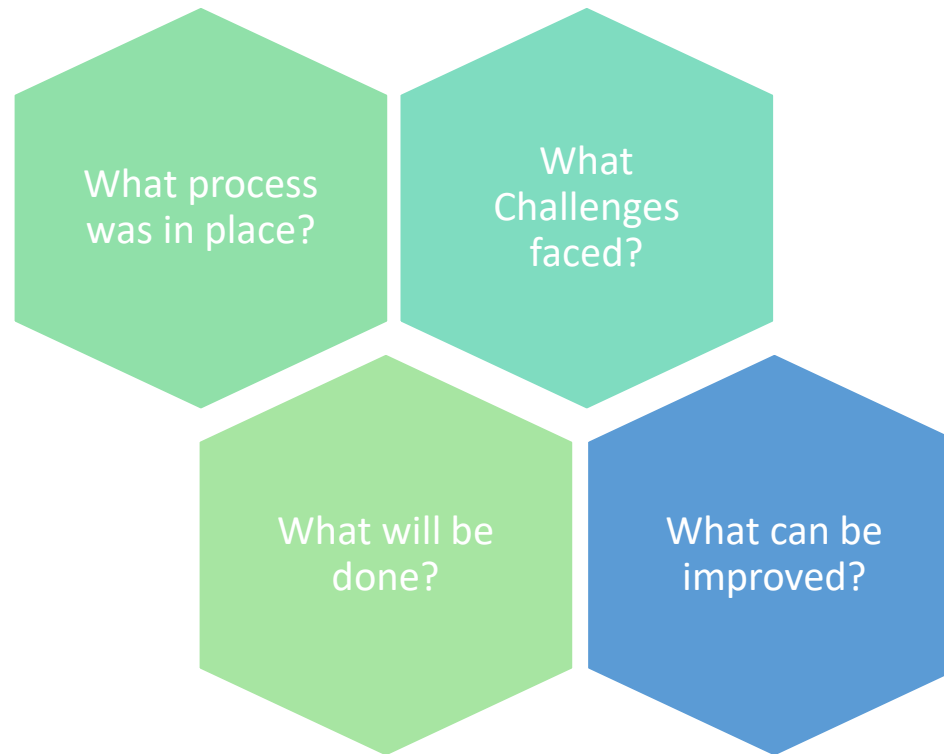 What process
was in place?
What
Challenges
faced?
What will be
done?
What can be
improved?